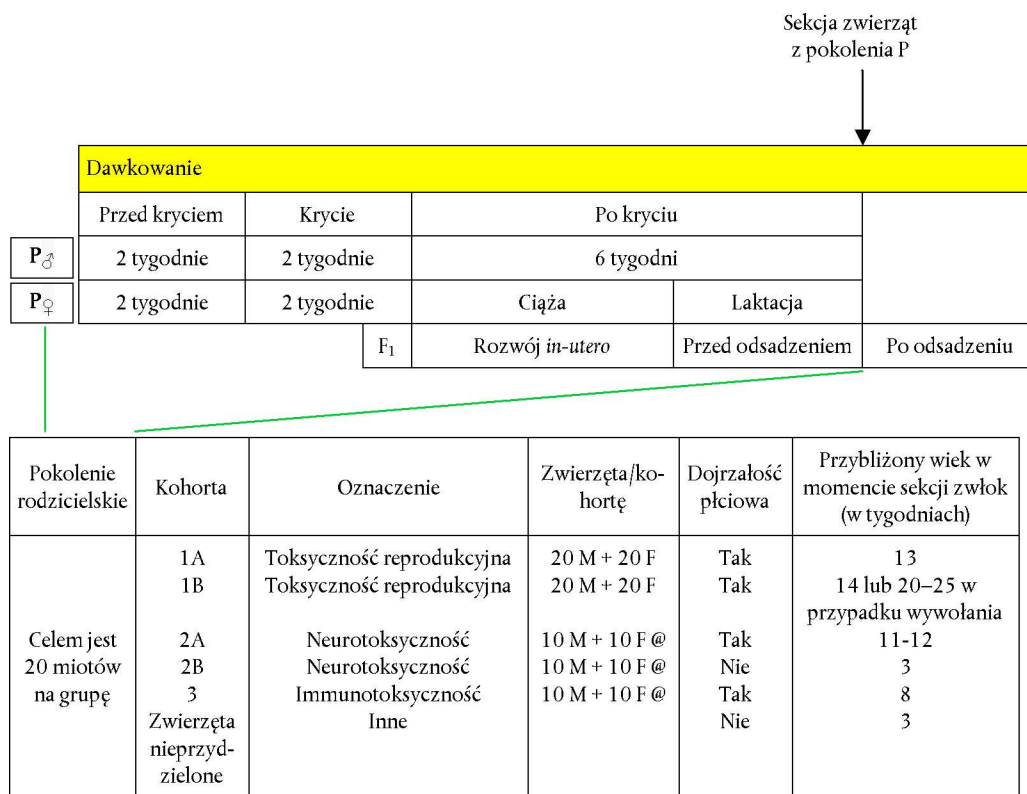 Sekcja zwierząt
z pokolenia P
Dawkowanie
Przed kryciem Krycie Po kryciu
P♂ 2 tygodnie 2 tygodnie 6 tygodni
P♀ 2 tygodnie 2 tygodnie Ciąża Laktacja
F₁ Rozwój in-utero Przed odsadzeniem Po odsadzeniu
Pokolenie
rodzicielskie
Kohorta
Oznaczenie
Zwierzęta/ko-
hortę
Dojrzałość
płciowa
Przybliżony wiek w
momencie sekcji zwłok
(w tygodniach)
1A Toksyczność reprodukcyjna 20 M + 20 F Tak 13
1B Toksyczność reprodukcyjna 20 M + 20 F Tak 14 lub 20–25 w
przypadku wywołania
Celem jest 2A Neurotoksyczność 10 M + 10 F @ Tak 11-12
20 miotów 2B Neurotoksyczność 10 M + 10 F @ Nie 3
na grupę 3 Immunotoksyczność 10 M + 10 F @ Tak 8
Zwierzęta Inne Nie 3
nieprzyd-
zielone